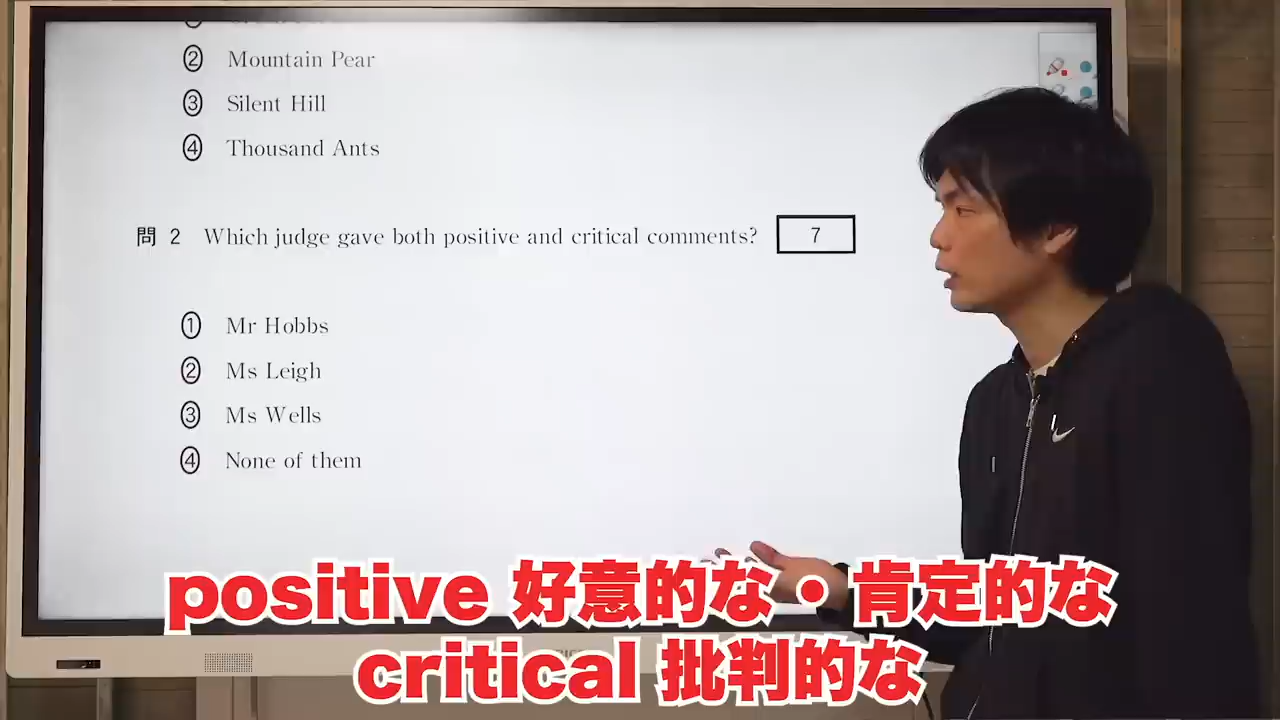 ② Mountain Pear
③ Silent Hill
④ Thousand Ants
問 2 Which judge gave both positive and critical comments? 7
① Mr Hobbs
② Ms Leigh
③ Ms Wells
④ None of them
positive 好意的な・肯定的な
critical 批判的な